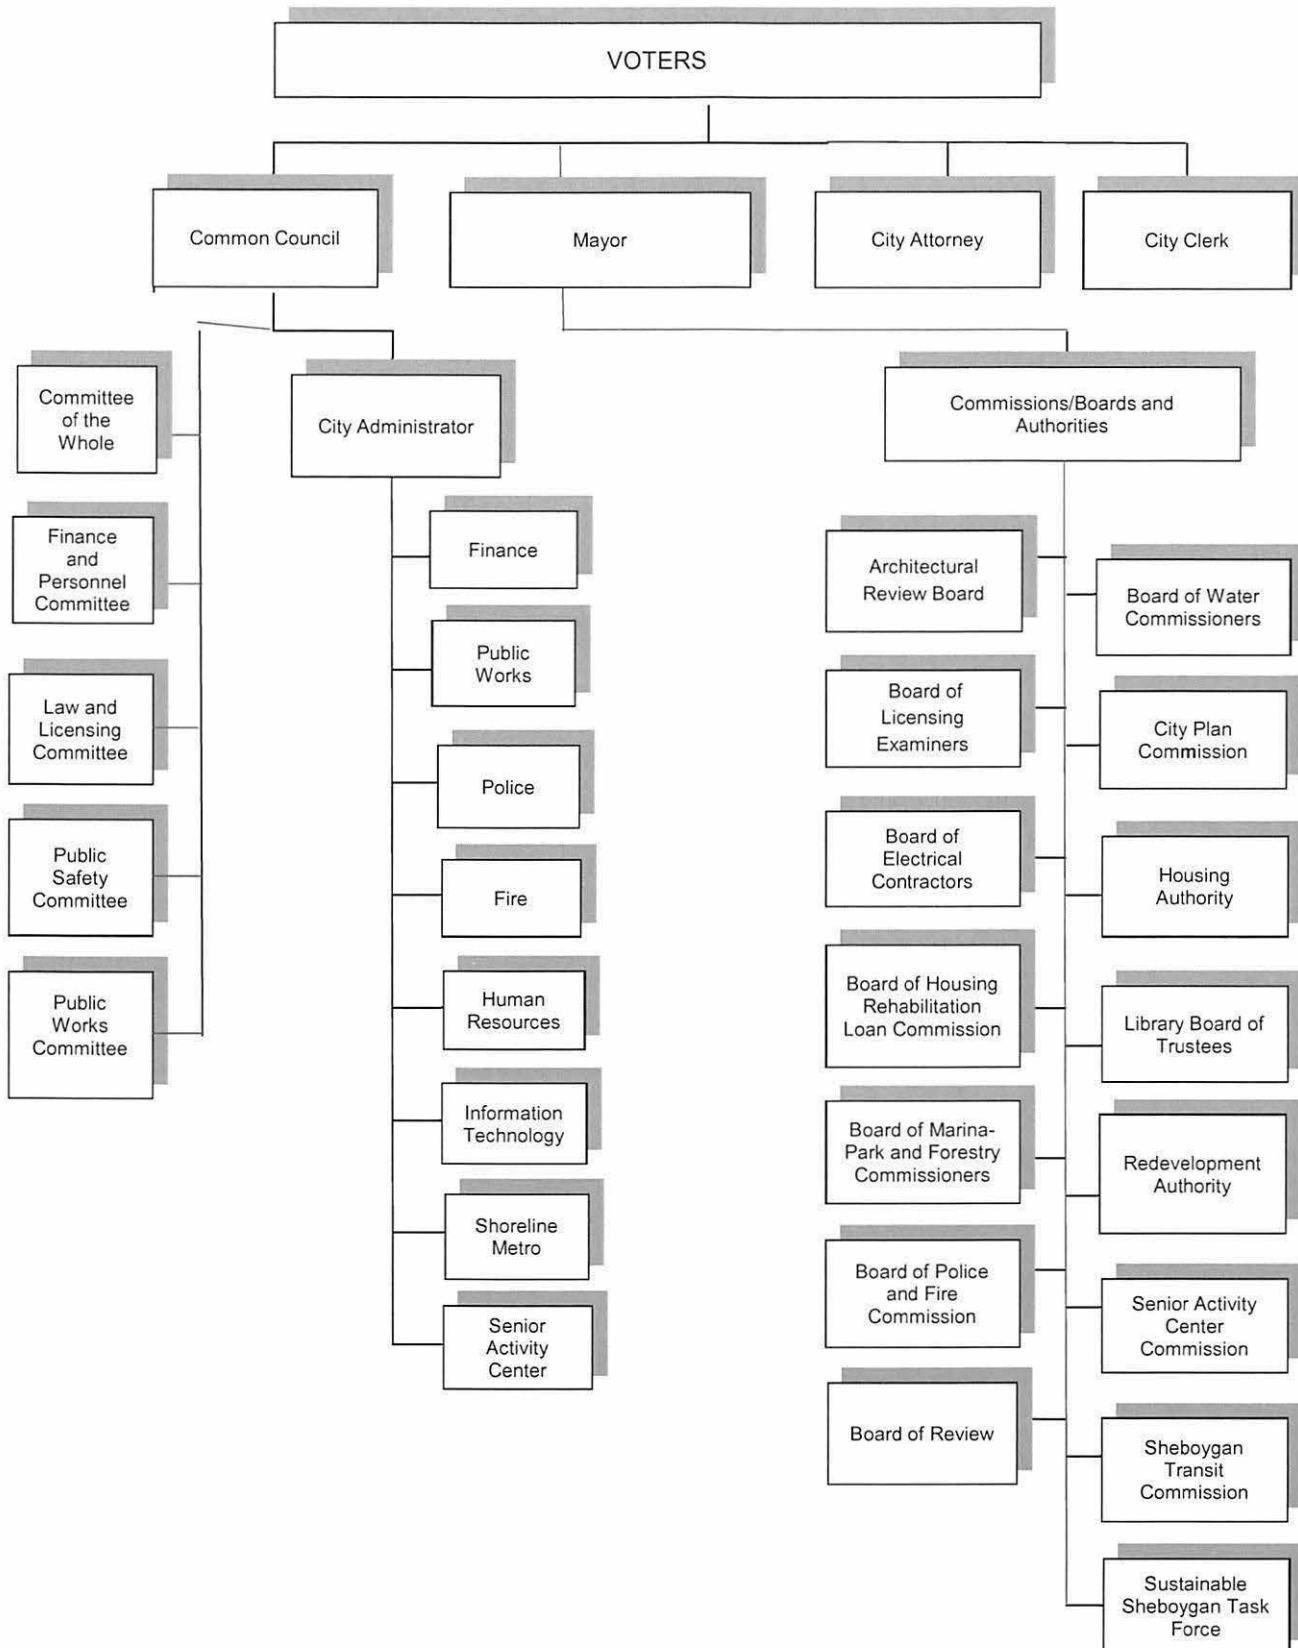 VOTERS
Common Council
Mayor
City Attorney
City Clerk
Committee
of the
Whole
Finance
and
Personnel
Committee
Law and
Licensing
Committee
Public
Safety
Committee
Public
Works
Committee
City Administrator
Finance
Public
Works
Police
Fire
Human
Resources
Information
Technology
Shoreline
Metro
Senior
Activity
Center
Commissions/Boards and
Authorities
Architectural
Review Board
Board of
Licensing
Examiners
Board of
Electrical
Contractors
Board of Housing
Rehabilitation
Loan Commission
Board of Marina-
Park and Forestry
Commissioners
Board of Police
and Fire
Commission
Board of Review
Board of Water
Commissioners
City Plan
Commission
Housing
Authority
Library Board of
Trustees
Redevelopment
Authority
Senior Activity
Center
Commission
Sheboygan
Transit
Commission
Sustainable
Sheboygan Task
Force